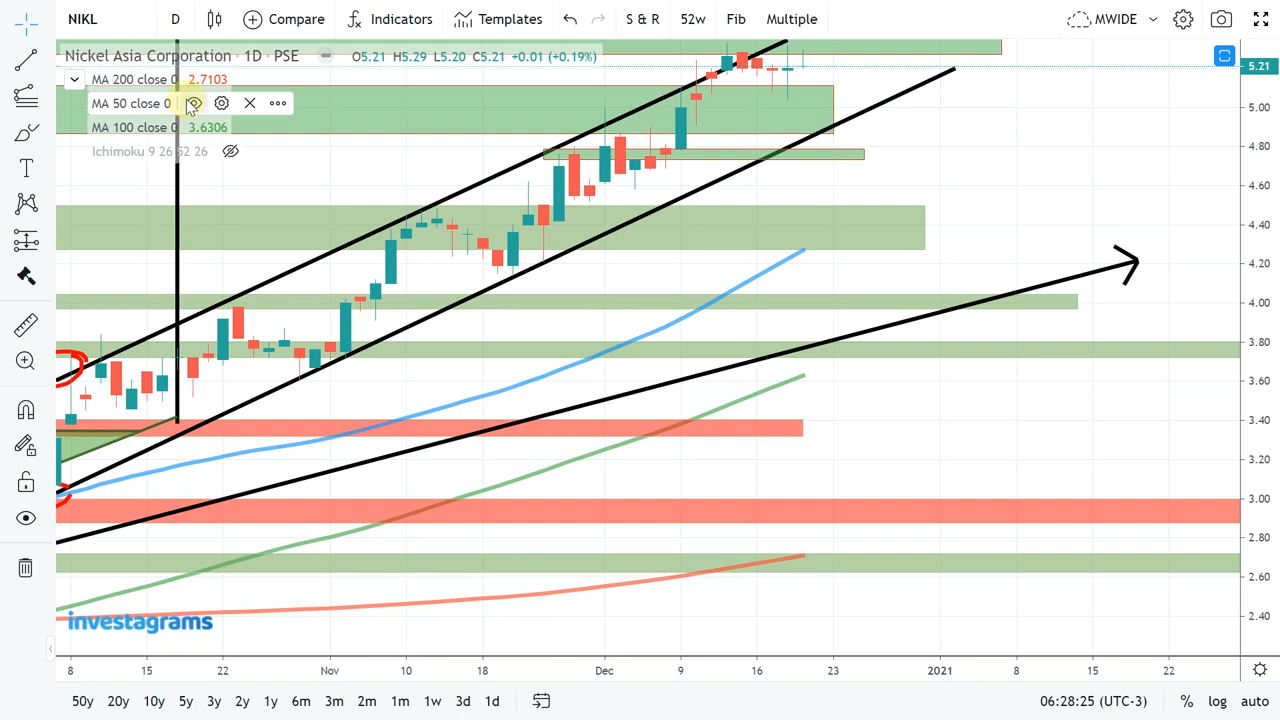 NIKL D Compare Indicators Templates S & R 52w Fib Multiple MWIDE
Nickel Asia Corporation · 1D · PSE O5.21 H5.29 L5.20 C5.21 +0.01 (+0.19%)
MA 200 close 0 2.7103
MA 50 close 0
MA 100 close 0 3.6306
Ichimoku 9 26 52 26
5.21
5.00
4.80
4.60
4.40
4.20
4.00
3.80
3.60
3.40
3.20
3.00
2.80
2.60
2.40
investagrams
8 15 22 Nov 10 18 Dec 9 16 23 2021 8 15 22
50y 20y 10y 5y 3y 2y 1y 6m 3m 2m 1m 1w 3d 1d 06:28:25 (UTC-3) % log auto